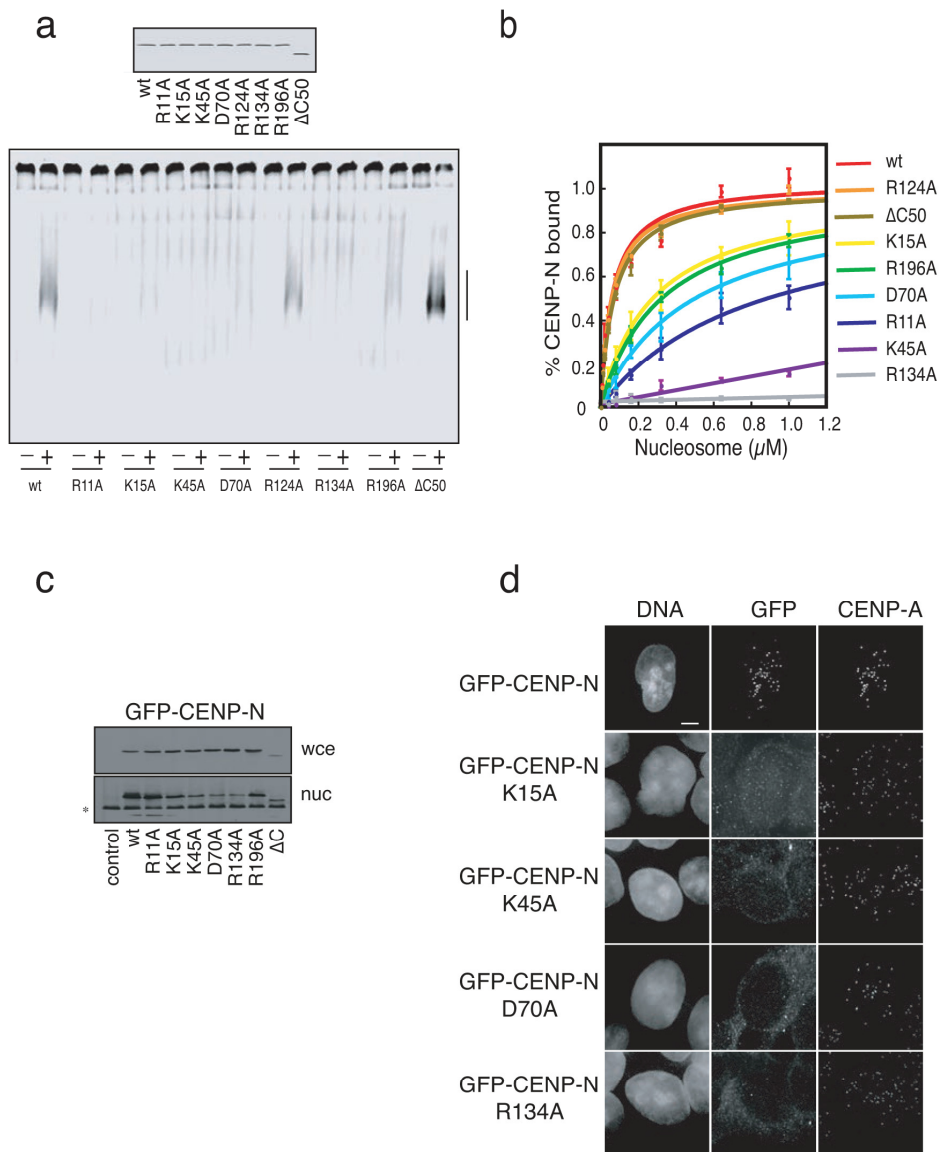 a
wt
R11A
K15A
K45A
D70A
R124A
R134A
R196A
ΔC50
– + – + – + – + – + – + – + – + – +
wt R11A K15A K45A D70A R124A R134A R196A ΔC50
b
% CENP-N bound
1.0
0.8
0.6
0.4
0.2
0
0 0.2 0.4 0.6 0.8 1.0 1.2
Nucleosome (µM)
wt
R124A
ΔC50
K15A
R196A
D70A
R11A
K45A
R134A
c
GFP-CENP-N
wce
nuc
*
control
wt
R11A
K15A
K45A
D70A
R134A
R196A
ΔC
d
DNA GFP CENP-A
GFP-CENP-N
GFP-CENP-N
K15A
GFP-CENP-N
K45A
GFP-CENP-N
D70A
GFP-CENP-N
R134A